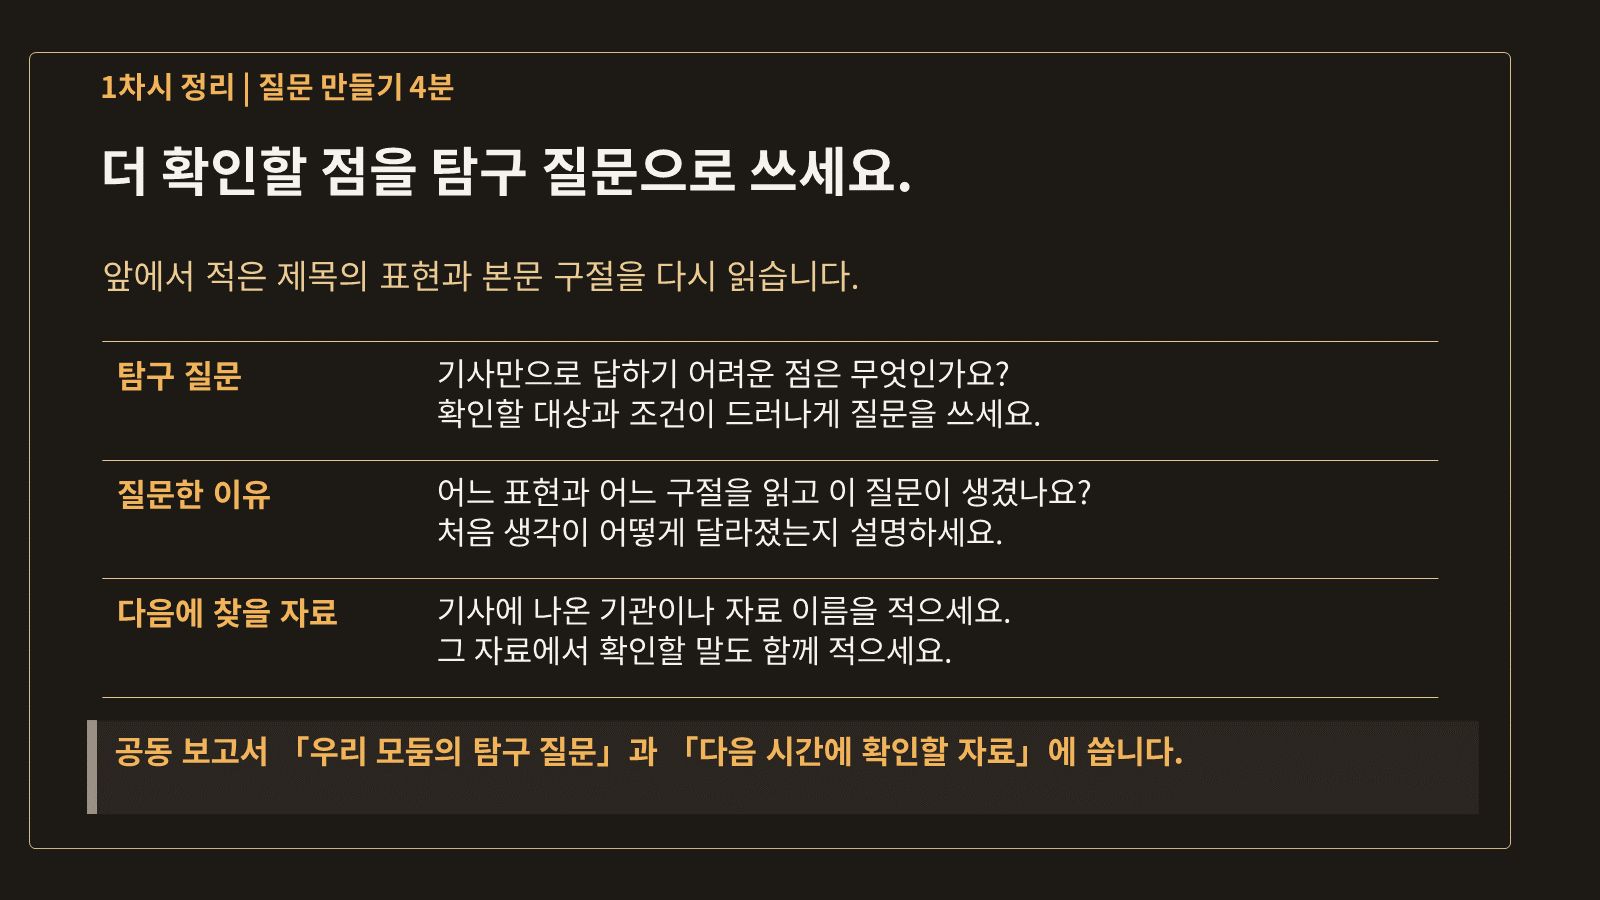 1차시 정리 | 질문 만들기 4분
더 확인할 점을 탐구 질문으로 쓰세요.
앞에서 적은 제목의 표현과 본문 구절을 다시 읽습니다.
탐구 질문
기사만으로 답하기 어려운 점은 무엇인가요?
확인할 대상과 조건이 드러나게 질문을 쓰세요.
질문한 이유
어느 표현과 어느 구절을 읽고 이 질문이 생겼나요?
처음 생각이 어떻게 달라졌는지 설명하세요.
다음에 찾을 자료
기사에 나온 기관이나 자료 이름을 적으세요.
그 자료에서 확인할 말도 함께 적으세요.
공동 보고서 「우리 모둠의 탐구 질문」과 「다음 시간에 확인할 자료」에 씁니다.